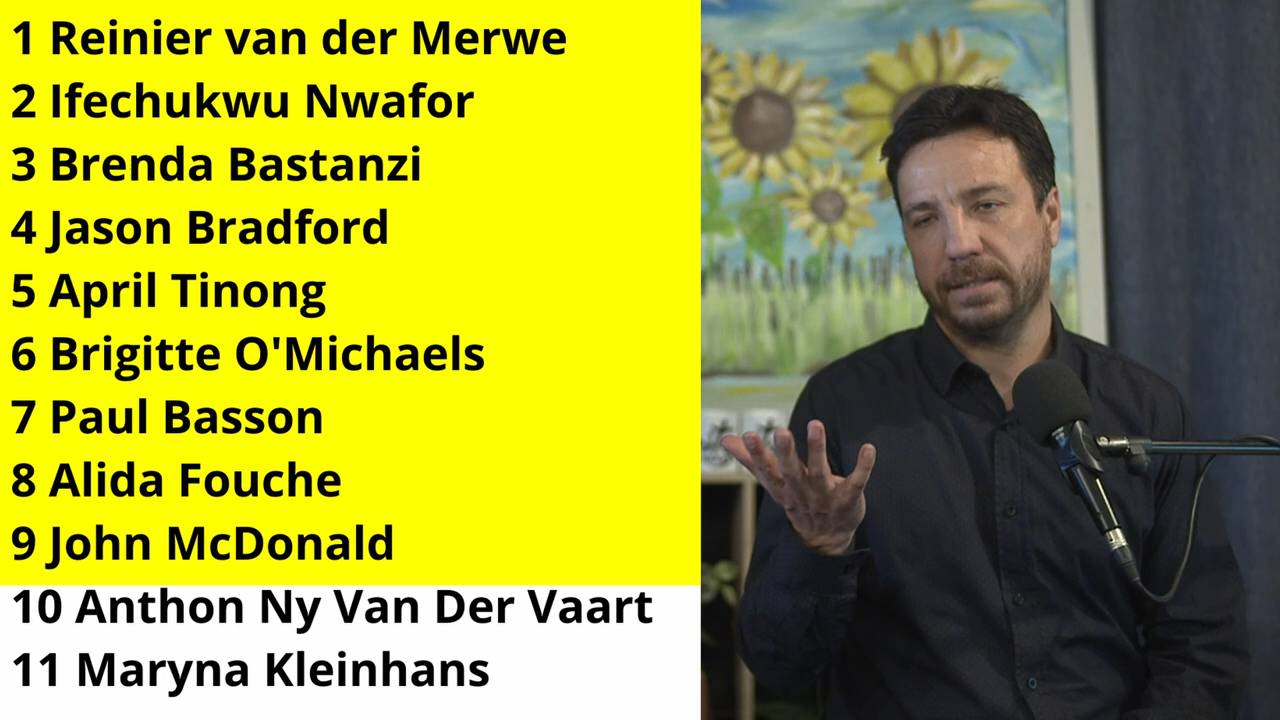 1 Reinier van der Merwe
2 Ifechukwu Nwafor
3 Brenda Bastanzi
4 Jason Bradford
5 April Tinong
6 Brigitte O'Michaels
7 Paul Basson
8 Alida Fouche
9 John McDonald
10 Anthon Ny Van Der Vaart
11 Maryna Kleinhans